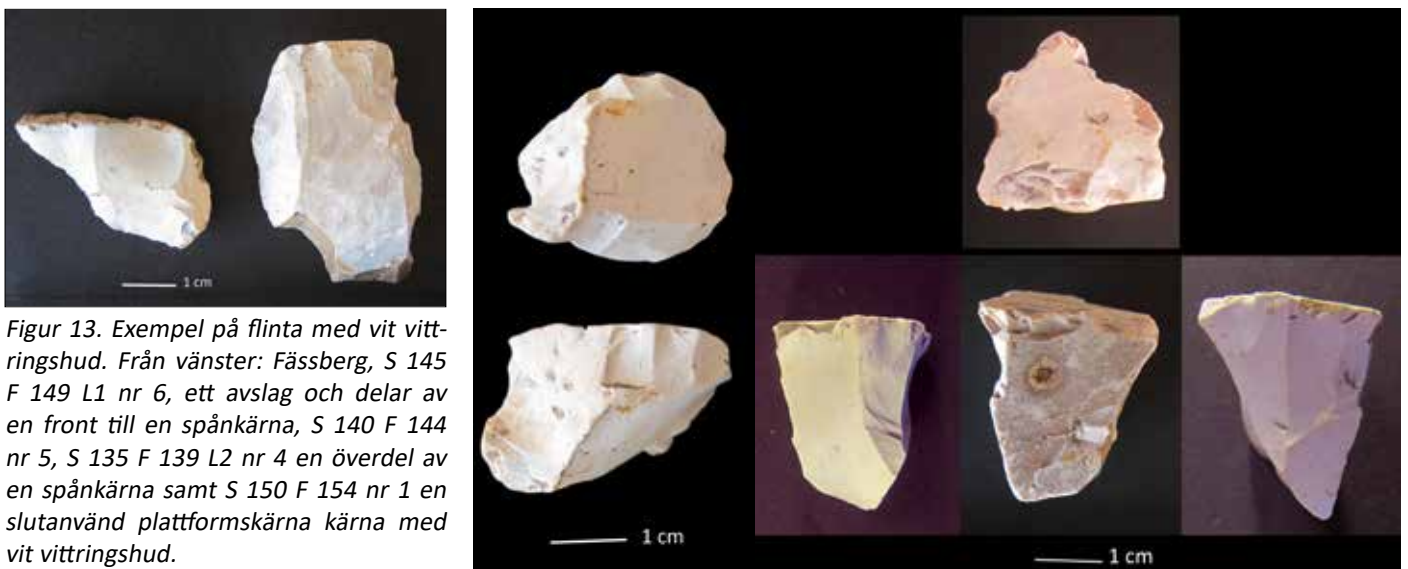 1 cm
Figur 13. Exempel på flinta med vit vitt-
ringshud. Från vänster: Fässberg, S 145
F 149 L1 nr 6, ett avslag och delar av
en front till en spånkärna, S 140 F 144
nr 5, S 135 F 139 L2 nr 4 en överdel av
en spånkärna samt S 150 F 154 nr 1 en
slutanvänd plattformskärna kärna med
vit vittringshud.
1 cm
1 cm